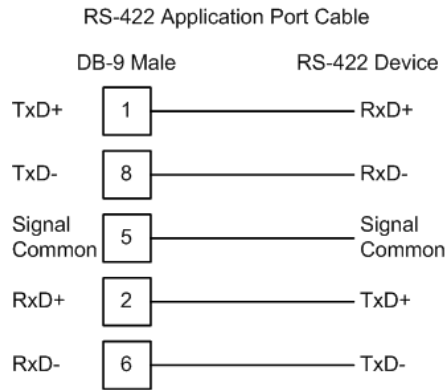 RS-422 Application Port Cable
DB-9 Male RS-422 Device
TxD+ 1 RxD+
TxD- 8 RxD-
Signal Common 5 Signal Common
RxD+ 2 TxD+
RxD- 6 TxD-